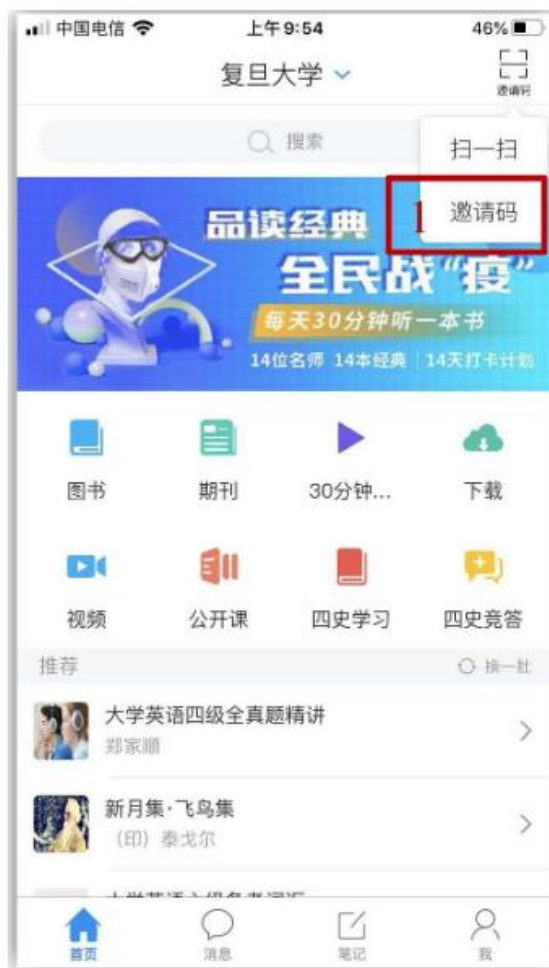 中国电信 上午9:54 46%
复旦大学
邀请码
搜索
扫一扫
1 邀请码
品读经典
全民战“疫”
每天30分钟听一本书
14位名师 14本经典 | 14天打卡计划
图书 期刊 30分钟... 下载
视频 公开课 四史学习 四史竞答
推荐 换一批
大学英语四级全真题精讲
郑家顺
新月集·飞鸟集
(印) 泰戈尔
首页 消息 笔记 我